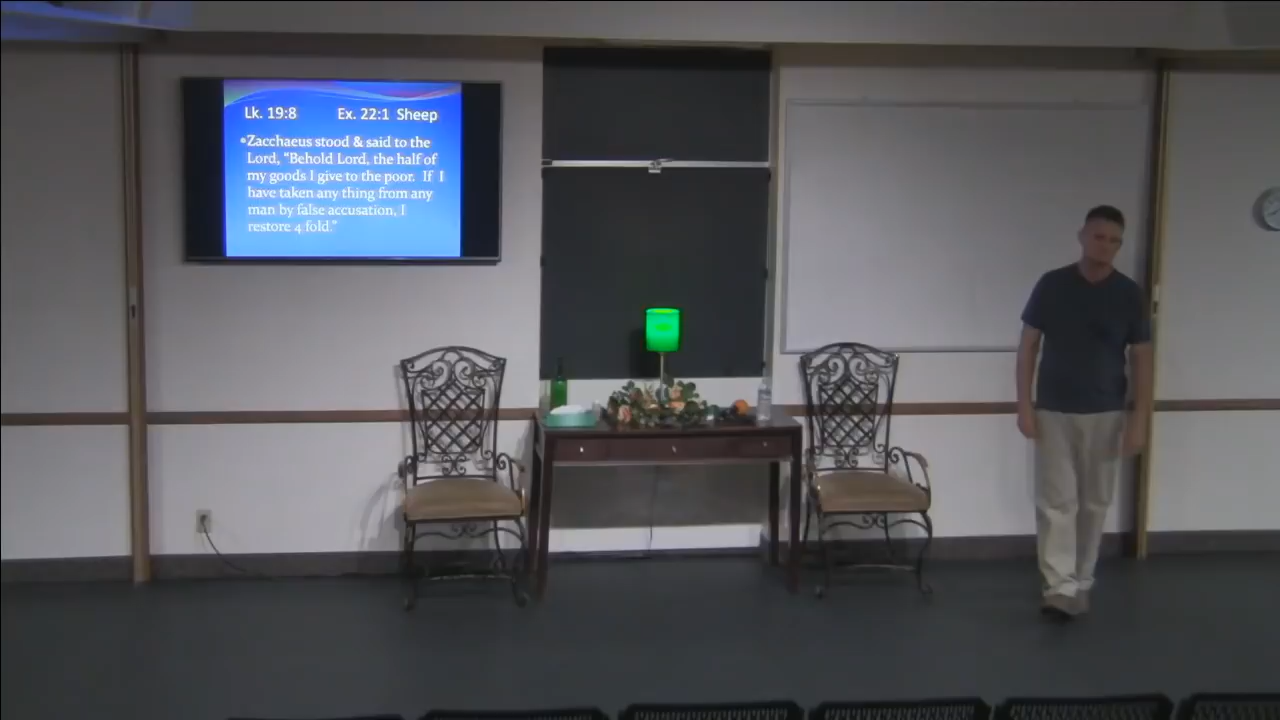 Lk. 19:8 Ex. 22:1 Sheep
•Zacchaeus stood & said to the
Lord, “Behold Lord, the half of
my goods I give to the poor. If I
have taken any thing from any
man by false accusation, I
restore 4 fold.”